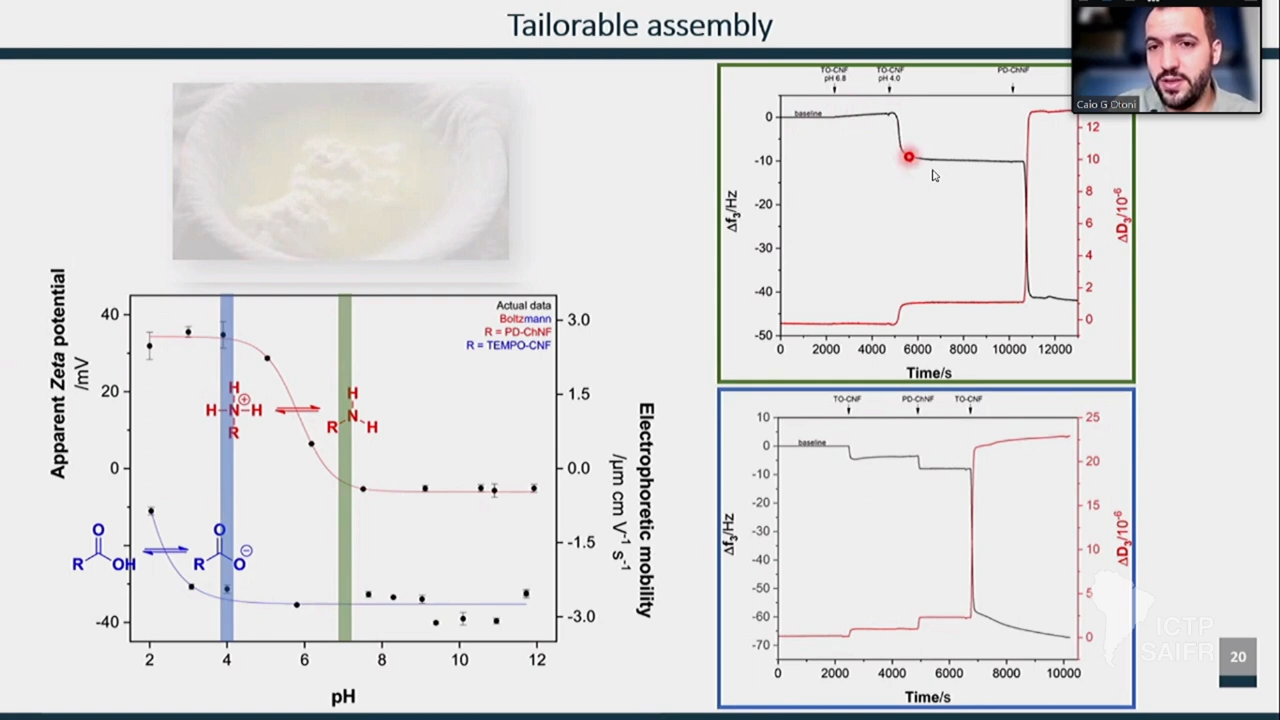 Tailorable assembly
Caio G Otoni
Apparent Zeta potential
/mV
40
20
0
-40
Actual data
Boltzmann
R = PD-ChNF
R = TEMPO-CNF
H
H N H
R
⊕
H
N
R H
O
R OH
O
R O
⊖
3.0
1.5
0.0
-1.5
-3.0
Electrophoretic mobility
/μm cm V⁻¹ s⁻¹
2 4 6 8 10 12
pH
TO-CNF
pH 6.8
TO-CNF
pH 4.0
PD-ChNF
baseline
0
-10
-20
-30
-40
-50
Δf₃/Hz
12
10
8
6
4
2
0
ΔD₃/10⁻⁶
0 2000 4000 6000 8000 10000 12000
Time/s
TO-CNF PD-ChNF TO-CNF
baseline
10
0
-10
-20
-30
-40
-50
-60
-70
Δf₃/Hz
25
20
15
10
5
0
ΔD₃/10⁻⁶
0 2000 4000 6000 8000 10000
Time/s
ICTP
SAIFR
20